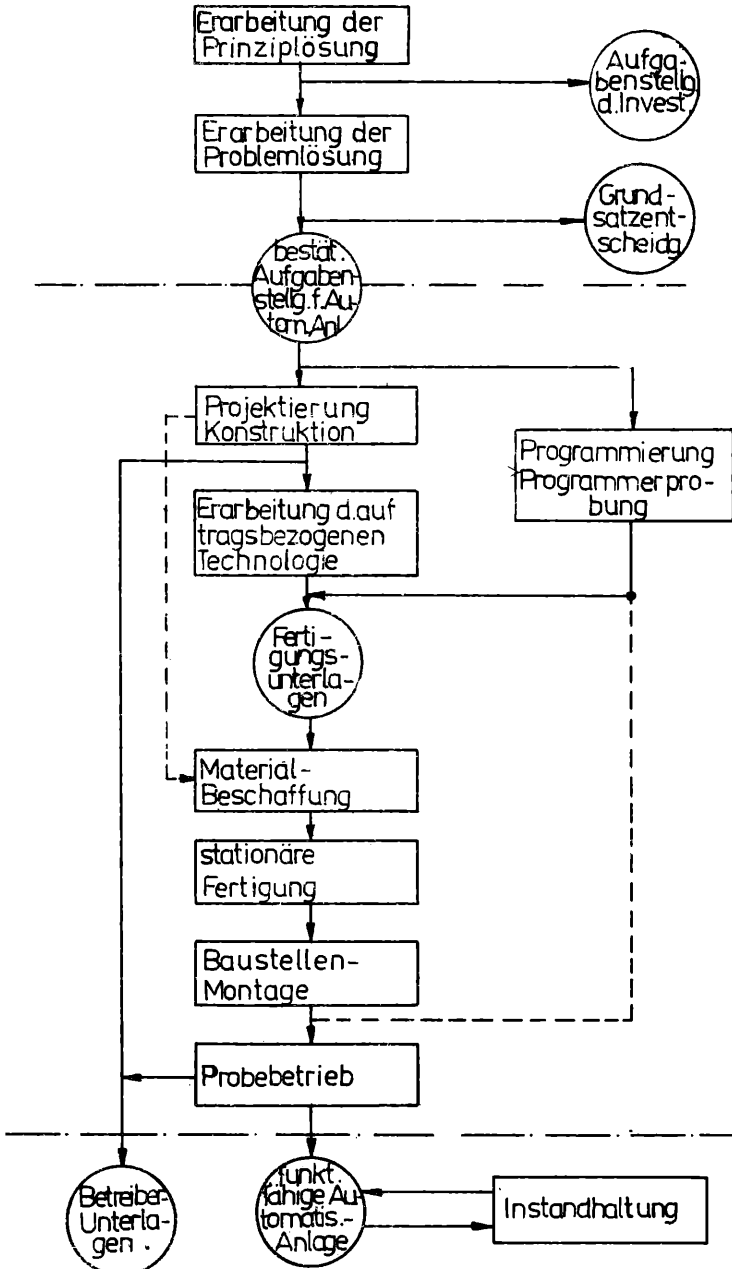 Erarbeitung der
Prinziplösung
Aufga-
benstellg.
d.Invest.
Erarbeitung der
Problemlösung
Grund-
satzent-
scheidg
bestät.
Aufgaben-
stellg.f.Au-
tom.Anl.
Projektierung
Konstruktion
Programmierung
Programmerpro-
bung
Erarbeitung d.auf
tragsbezogenen
Technologie
Ferti-
gungs-
unterla-
gen
Material-
Beschaffung
stationäre
Fertigung
Baustellen-
Montage
Probebetrieb
Betreiber-
Unterla-
gen.
funkt.
fähige Au-
tomatis.-
Anlage
Instandhaltung